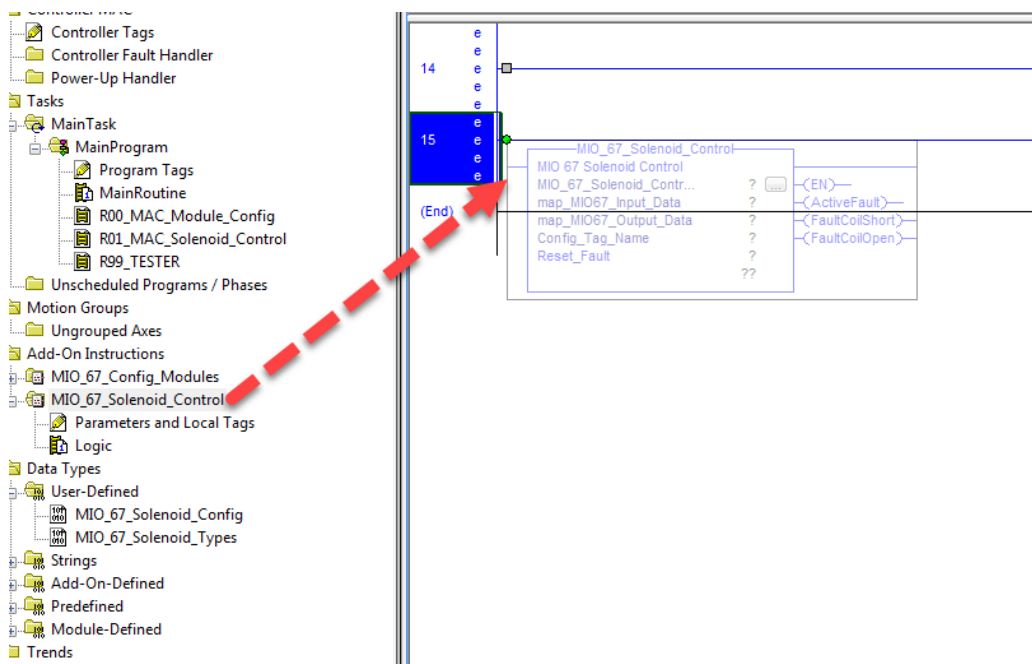 Controller MAC
Controller Tags
Controller Fault Handler
Power-Up Handler
Tasks
MainTask
MainProgram
Program Tags
MainRoutine
R00_MAC_Module_Config
R01_MAC_Solenoid_Control
R99_TESTER
Unscheduled Programs / Phases
Motion Groups
Ungrouped Axes
Add-On Instructions
MIO_67_Config_Modules
MIO_67_Solenoid_Control
Parameters and Local Tags
Logic
Data Types
User-Defined
MIO_67_Solenoid_Config
MIO_67_Solenoid_Types
Strings
Add-On-Defined
Predefined
Module-Defined
Trends
e
14 e
e
e
e
15 e
e
e
(End)
MIO_67_Solenoid_Control
MIO 67 Solenoid Control
MIO_67_Solenoid_Contr... ? ... (EN)
map_MIO67_Input_Data ? (ActiveFault)
map_MIO67_Output_Data ? (FaultCoilShort)
Config_Tag_Name ? (FaultCoilOpen)
Reset_Fault ?
??